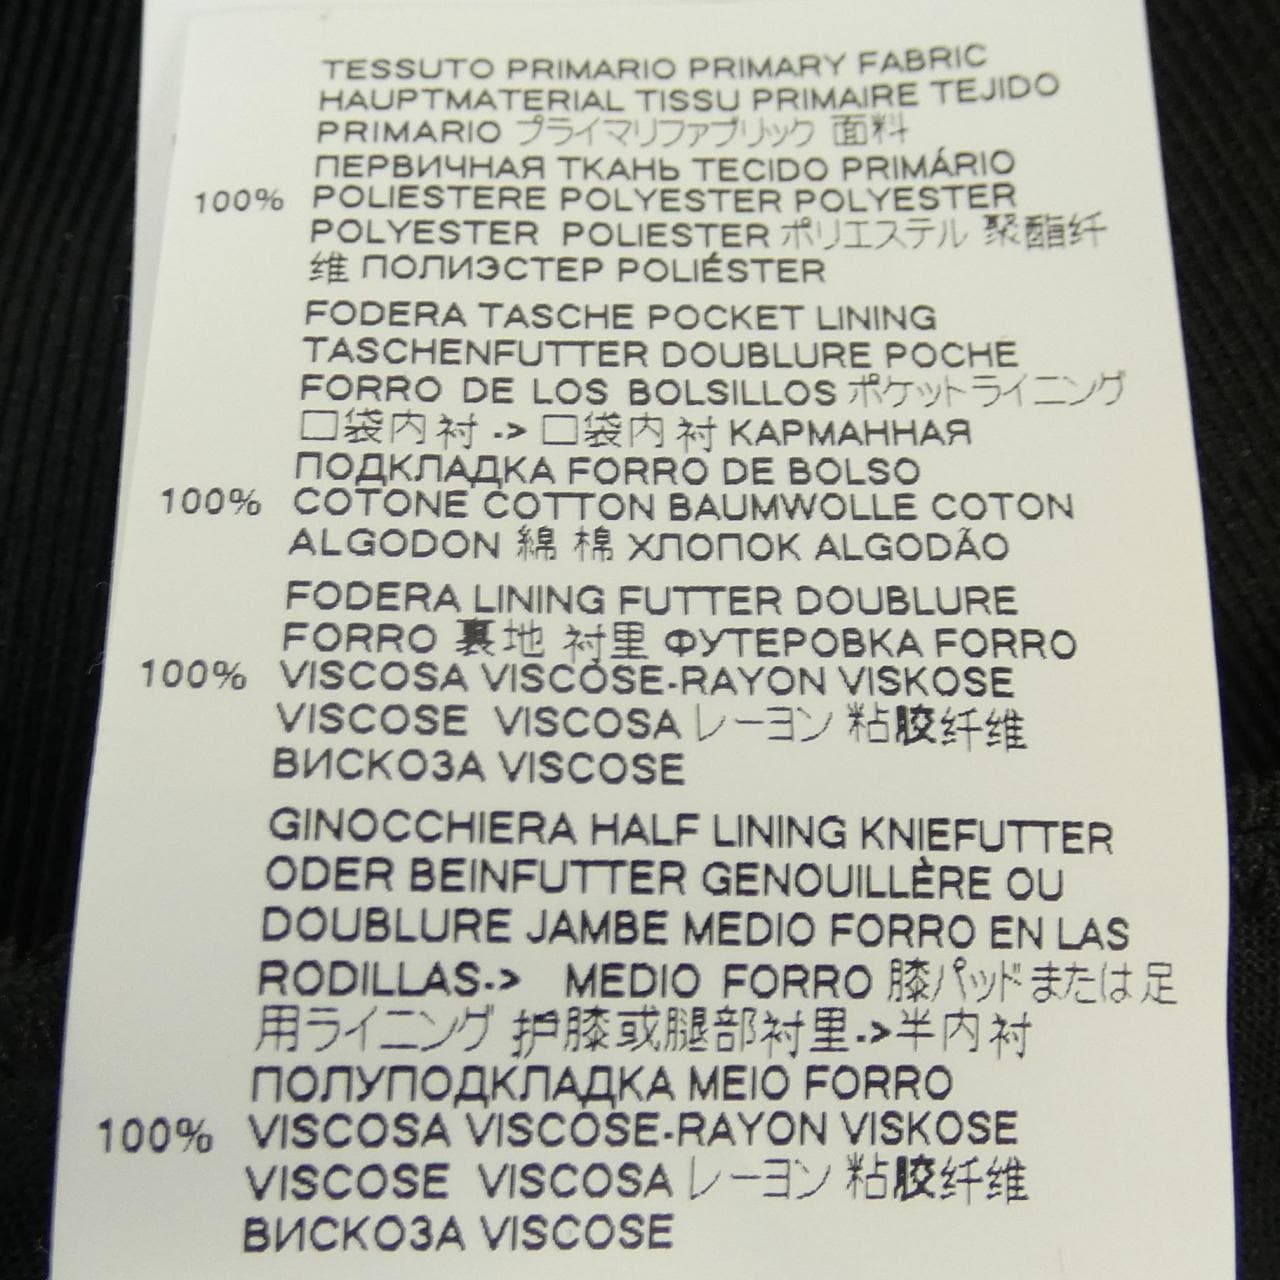 TESSUTO PRIMARIO PRIMARY FABRIC
HAUPTMATERIAL TISSU PRIMAIRE TEJIDO
PRIMARIO プライマリファブリック 面料
ПЕРВИЧНАЯ ТКАНЬ TECIDO PRIMÁRIO
100% POLIESTERE POLYESTER POLYESTER
POLYESTER POLIESTER ポリエステル 聚酯纤
维 ПОЛИЭСТЕР POLIÉSTER
FODERA TASCHE POCKET LINING
TASCHENFUTTER DOUBLURE POCHE
FORRO DE LOS BOLSILLOS ポケットライニング
口袋内衬 -> 口袋内衬 КАРМАННАЯ
ПОДКЛАДКА FORRO DE BOLSO
100% COTONE COTTON BAUMWOLLE COTON
ALGODON 綿 棉 ХЛОПОК ALGODÃO
FODERA LINING FUTTER DOUBLURE
FORRO 裏地 衬里 ФУТЕРОВКА FORRO
100% VISCOSA VISCOSE-RAYON VISKOSE
VISCOSE VISCOSA レーヨン 粘胶纤维
ВИСКОЗА VISCOSE
GINOCCHIERA HALF LINING KNIEFUTTER
ODER BEINFUTTER GENOUILLÈRE OU
DOUBLURE JAMBE MEDIO FORRO EN LAS
RODILLAS-> MEDIO FORRO 膝パッドまたは足
用ライニング 护膝或腿部衬里->半内衬
ПОЛУПОДКЛАДКА MEIO FORRO
100% VISCOSA VISCOSE-RAYON VISKOSE
VISCOSE VISCOSA レーヨン 粘胶纤维
ВИСКОЗА VISCOSE